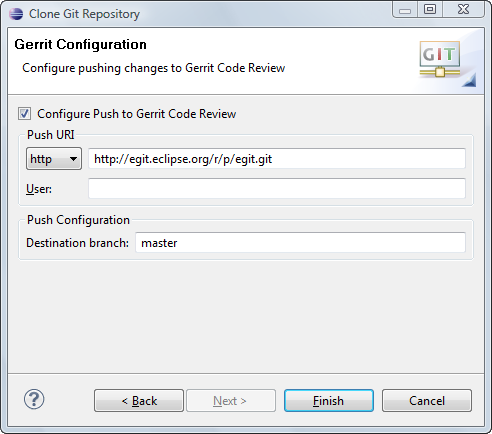 Clone Git Repository
Gerrit Configuration
Configure pushing changes to Gerrit Code Review
GIT
Configure Push to Gerrit Code Review
Push URI
http http://egit.eclipse.org/r/p/egit.git
User:
Push Configuration
Destination branch: master
? < Back Next > Finish Cancel